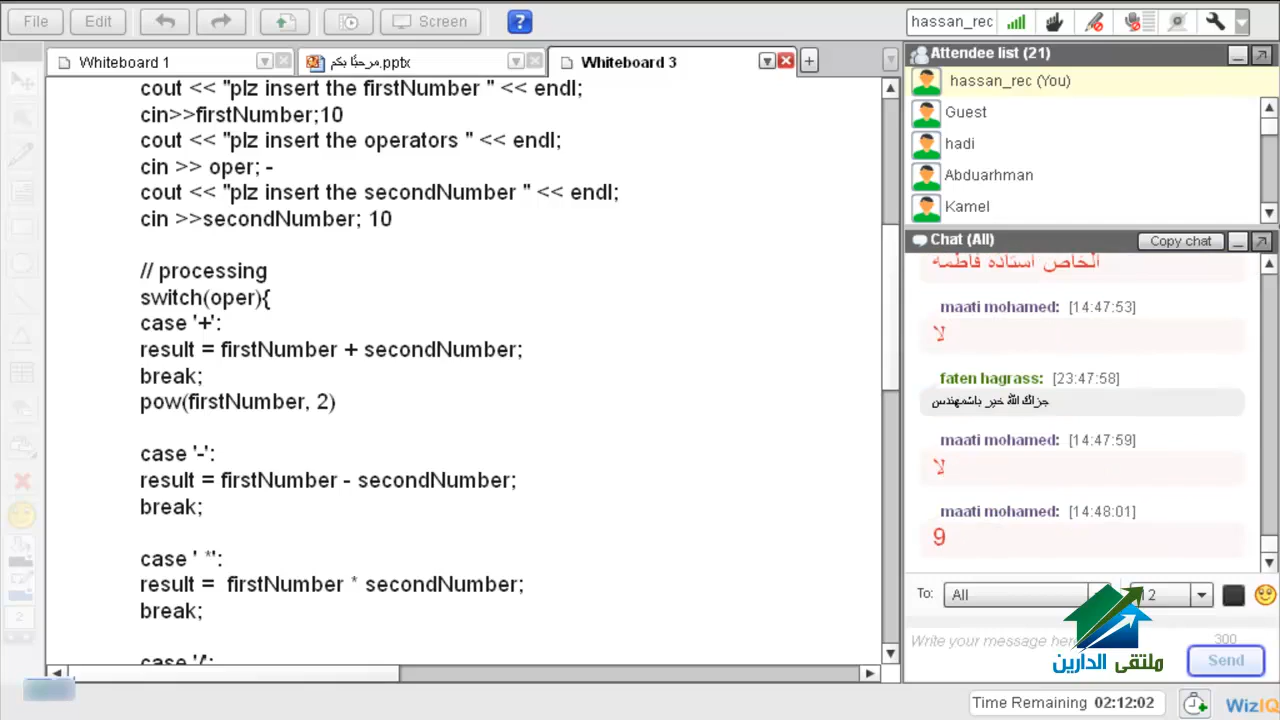 File
Edit
Screen
?
hassan_rec
Whiteboard 1
مرحبًا بكم.pptx
Whiteboard 3
Attendee list (21)
hassan_rec (You)
Guest
hadi
Abduarhman
Kamel
cout << "plz insert the firstNumber " << endl;
cin>>firstNumber;10
cout << "plz insert the operators " << endl;
cin >> oper; -
cout << "plz insert the secondNumber " << endl;
cin >>secondNumber; 10
// processing
switch(oper){
case '+':
result = firstNumber + secondNumber;
break;
pow(firstNumber, 2)
case '-':
result = firstNumber - secondNumber;
break;
case ' *':
result =  firstNumber * secondNumber;
break;
case '/':
Chat (All)
Copy chat
الخاص استاذه فاطمه
maati mohamed: [14:47:53]
لا
faten hagrass: [23:47:58]
جزاك الله خير باشمهندس
maati mohamed: [14:47:59]
لا
maati mohamed: [14:48:01]
9
To:
All
2
Write your message here
300
Send
ملتقى الدارين
Time Remaining 02:12:02
WizIQ
2